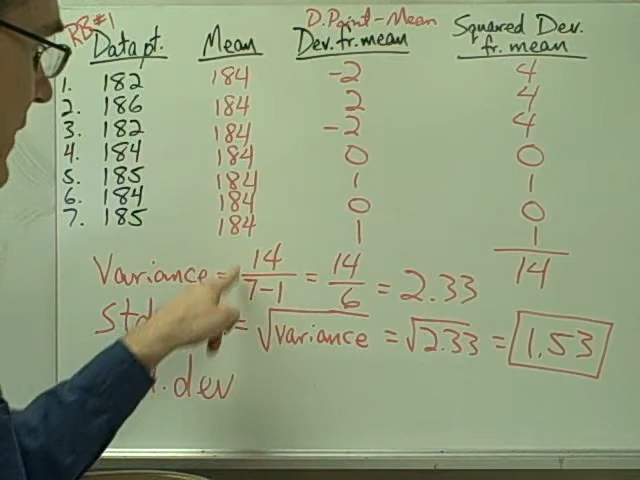 RB#1
D. Point - Mean
Data pt. Mean Dev. fr. mean Squared Dev. fr. mean
1. 182 184 -2 4
2. 186 184 2 4
3. 182 184 -2 4
4. 184 184 0 0
5. 185 184 1 1
6. 184 184 0 0
7. 185 184 1 1
14
Variance = 14/7-1 = 14/6 = 2.33
Std = √variance = √2.33 = 1.53
d. dev